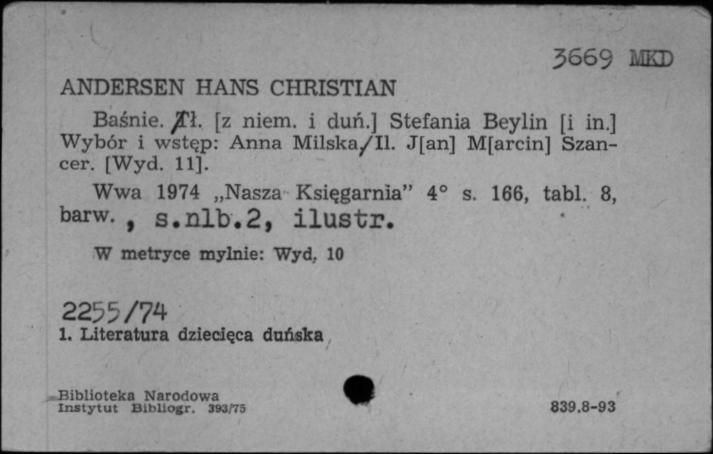 3669 MKD
ANDERSEN HANS CHRISTIAN
Baśnie. Tł. [z niem. i duń.] Stefania Beylin [i in.]
Wybór i wstęp: Anna Milska/Il. J[an] M[arcin] Szan-
cer. [Wyd. 11].
Wwa 1974 „Nasza Księgarnia” 4° s. 166, tabl. 8,
barw. , s.nlb.2, ilustr.
W metryce mylnie: Wyd. 10
2255/74
1. Literatura dziecięca duńska
Biblioteka Narodowa
Instytut Bibliogr. 393/75
839.8-93